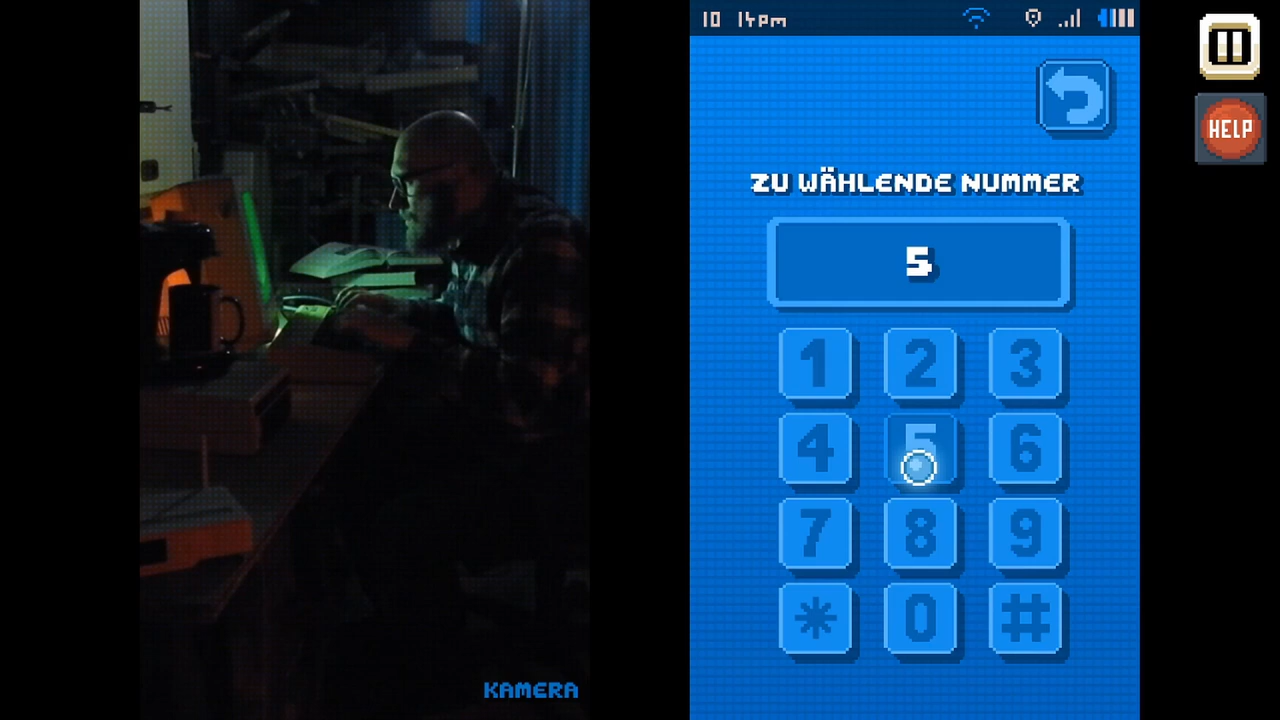 10 14pm
ZU WÄHLENDE NUMMER
5
1 2 3
4 5 6
7 8 9
* 0 #
KAMERA
HELP